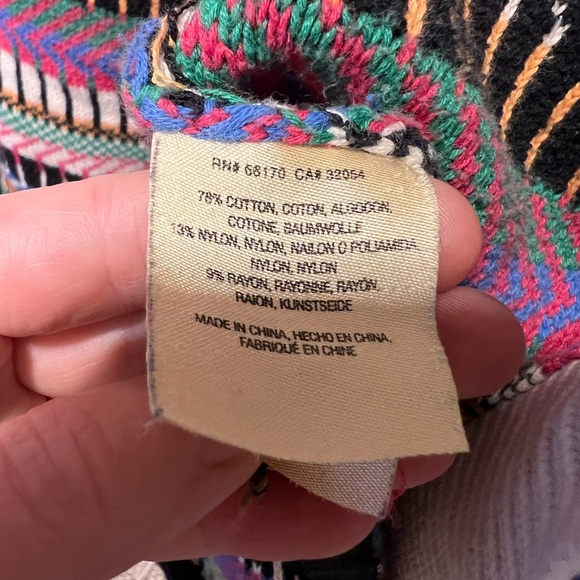 RN# 68170 CA# 32054
78% COTTON, COTON, ALGODON,
COTONE, BAUMWOLLE
13% NYLON, NYLON, NAILON O POLIAMIDA,
NYLON, NYLON
9% RAYON, RAYONNE, RAYON,
RAION, KUNSTSEIDE
MADE IN CHINA, HECHO EN CHINA,
FABRIQUÉ EN CHINE